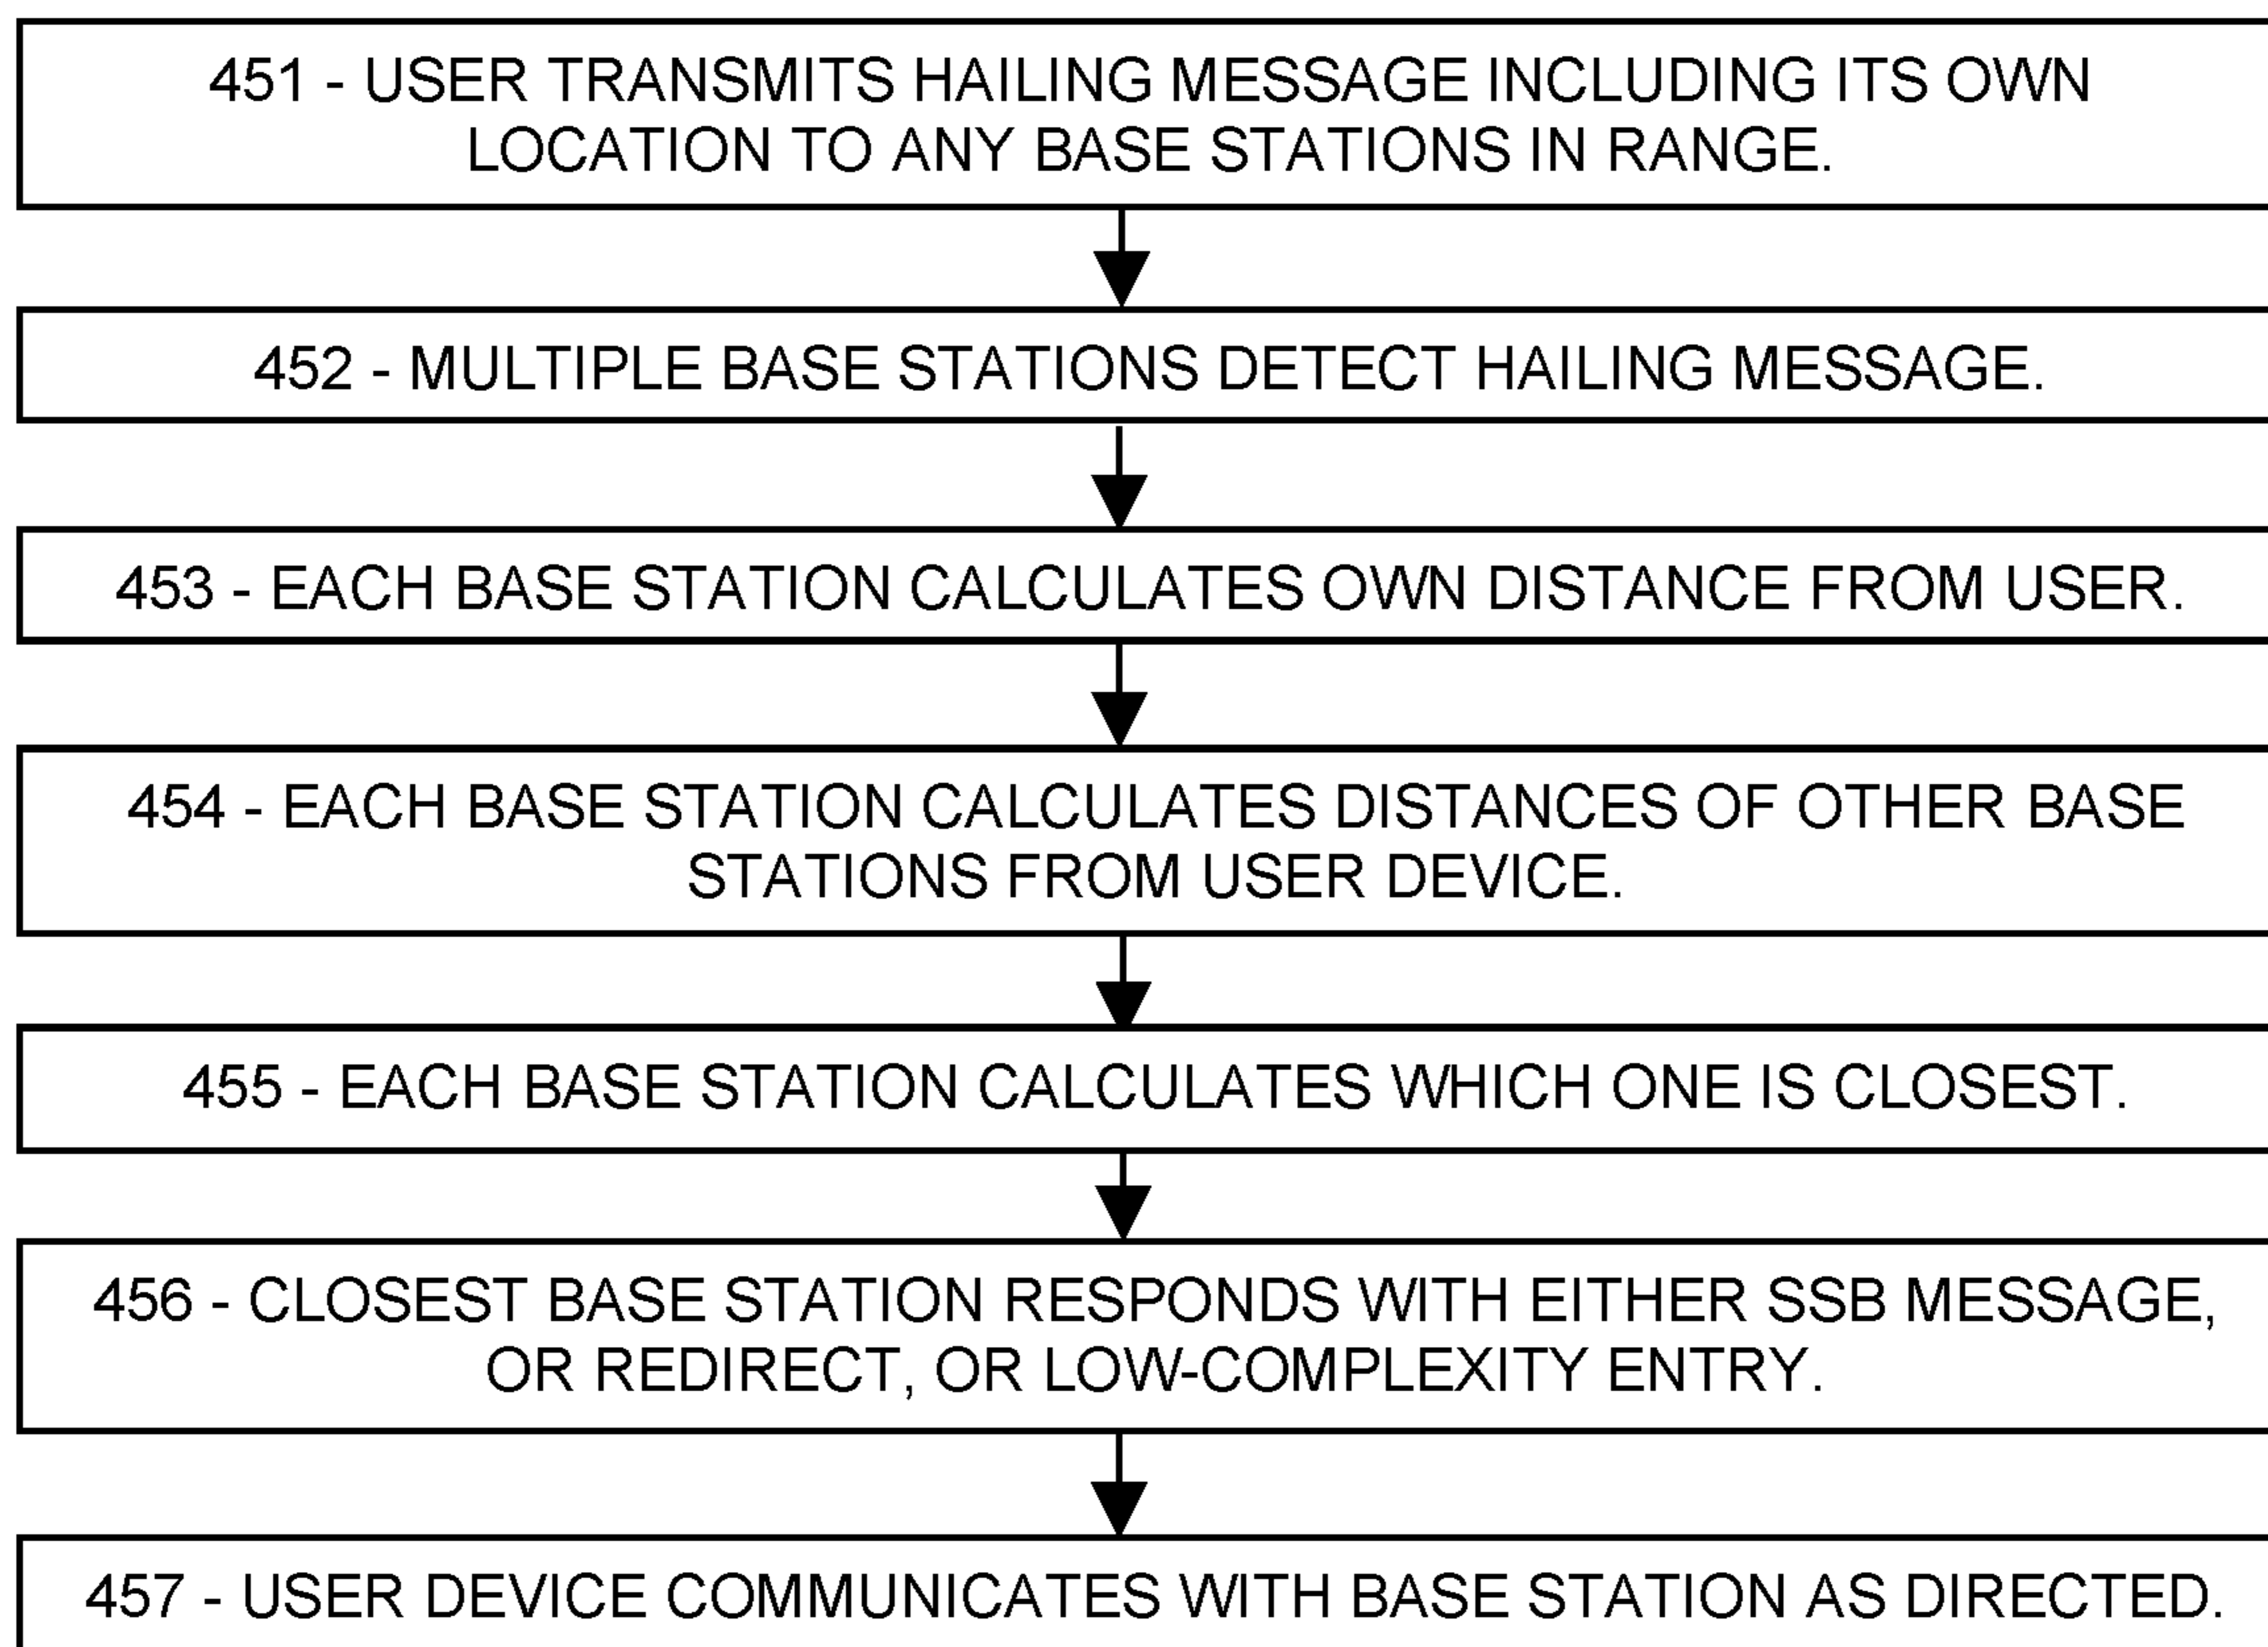 451 - USER TRANSMITS HAILING MESSAGE INCLUDING ITS OWN
LOCATION TO ANY BASE STATIONS IN RANGE.
452 - MULTIPLE BASE STATIONS DETECT HAILING MESSAGE.
453 - EACH BASE STATION CALCULATES OWN DISTANCE FROM USER.
454 - EACH BASE STATION CALCULATES DISTANCES OF OTHER BASE
STATIONS FROM USER DEVICE.
455 - EACH BASE STATION CALCULATES WHICH ONE IS CLOSEST.
456 - CLOSEST BASE STATION RESPONDS WITH EITHER SSB MESSAGE,
OR REDIRECT, OR LOW-COMPLEXITY ENTRY.
457 - USER DEVICE COMMUNICATES WITH BASE STATION AS DIRECTED.